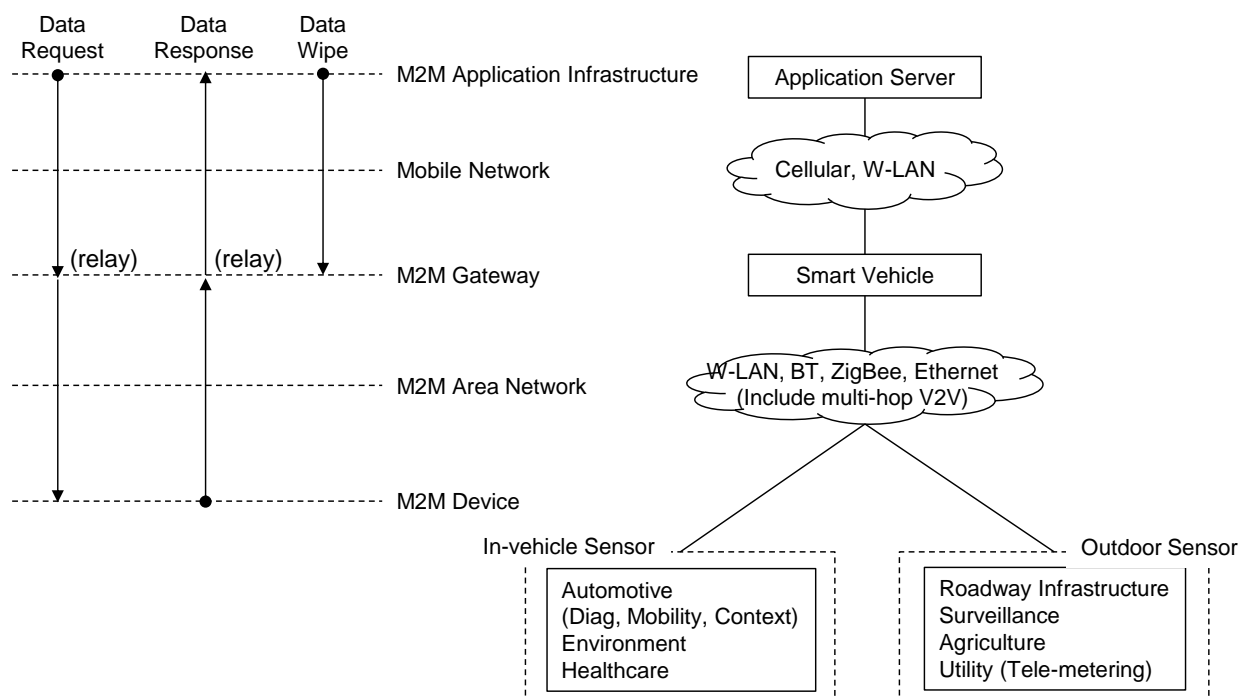 Data Request
Data Response
Data Wipe
M2M Application Infrastructure
Application Server
Mobile Network
Cellular, W-LAN
(relay)
(relay)
M2M Gateway
Smart Vehicle
M2M Area Network
W-LAN, BT, ZigBee, Ethernet
(Include multi-hop V2V)
M2M Device
In-vehicle Sensor
Automotive
(Diag, Mobility, Context)
Environment
Healthcare
Outdoor Sensor
Roadway Infrastructure
Surveillance
Agriculture
Utility (Tele-metering)